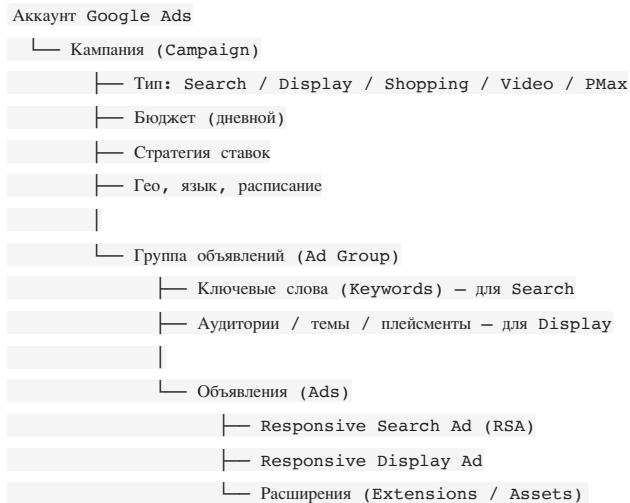 Аккаунт Google Ads
└── Кампания (Campaign)
├── Тип: Search / Display / Shopping / Video / PMax
├── Бюджет (дневной)
├── Стратегия ставок
├── Гео, язык, расписание
│
└── Группа объявлений (Ad Group)
├── Ключевые слова (Keywords) — для Search
├── Аудитории / темы / плейсменты — для Display
│
└── Объявления (Ads)
├── Responsive Search Ad (RSA)
├── Responsive Display Ad
└── Расширения (Extensions / Assets)